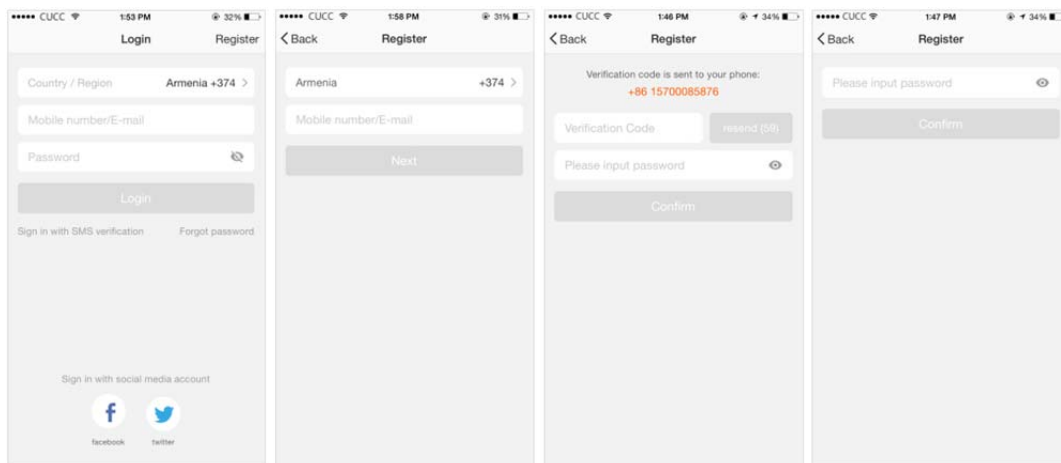 CUCC 1:53 PM 32%
Login Register
Country / Region Armenia +374
Mobile number/E-mail
Password
Login
Sign in with SMS verification Forgot password
Sign in with social media account
facebook twitter
CUCC 1:58 PM 31%
Back Register
Armenia +374
Mobile number/E-mail
Next
CUCC 1:46 PM 34%
Back Register
Verification code is sent to your phone:
+86 15700085876
Verification Code resend (59)
Please input password
Confirm
CUCC 1:47 PM 34%
Back Register
Please input password
Confirm